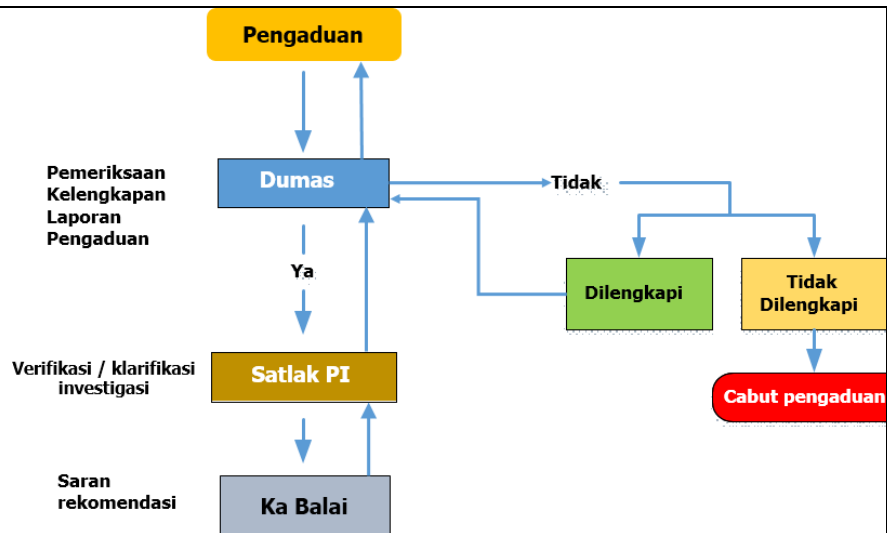 Pengaduan
Pemeriksaan
Kelengkapan
Laporan
Pengaduan
Dumas
Tidak
Ya
Dilengkapi
Tidak
Dilengkapi
Verifikasi / klarifikasi
investigasi
Satlak PI
Cabut pengaduan
Saran
rekomendasi
Ka Balai